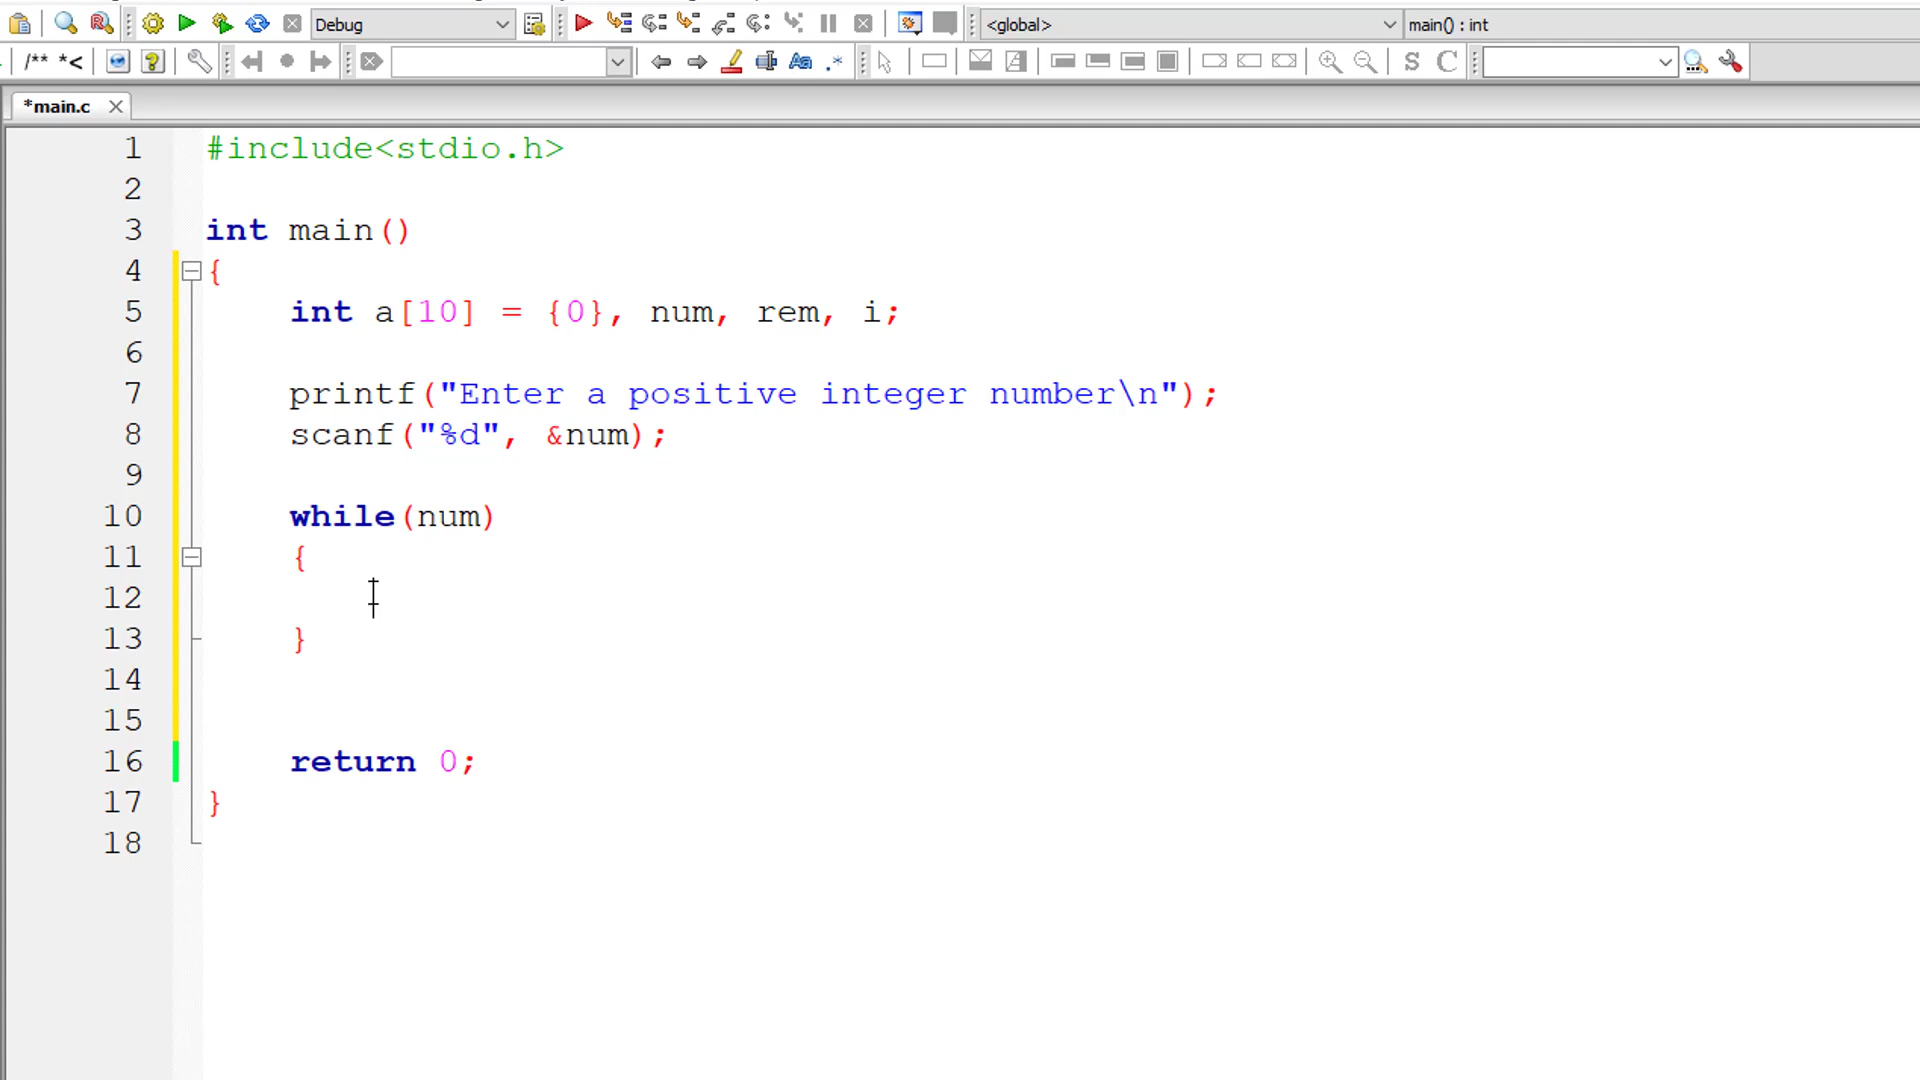 Debug
<global>
main() : int
/** *<
S C
*main.c
1 #include<stdio.h>
2
3 int main()
4 {
5 int a[10] = {0}, num, rem, i;
6
7 printf("Enter a positive integer number\n");
8 scanf("%d", &num);
9
10 while(num)
11 {
12
13 }
14
15
16 return 0;
17 }
18